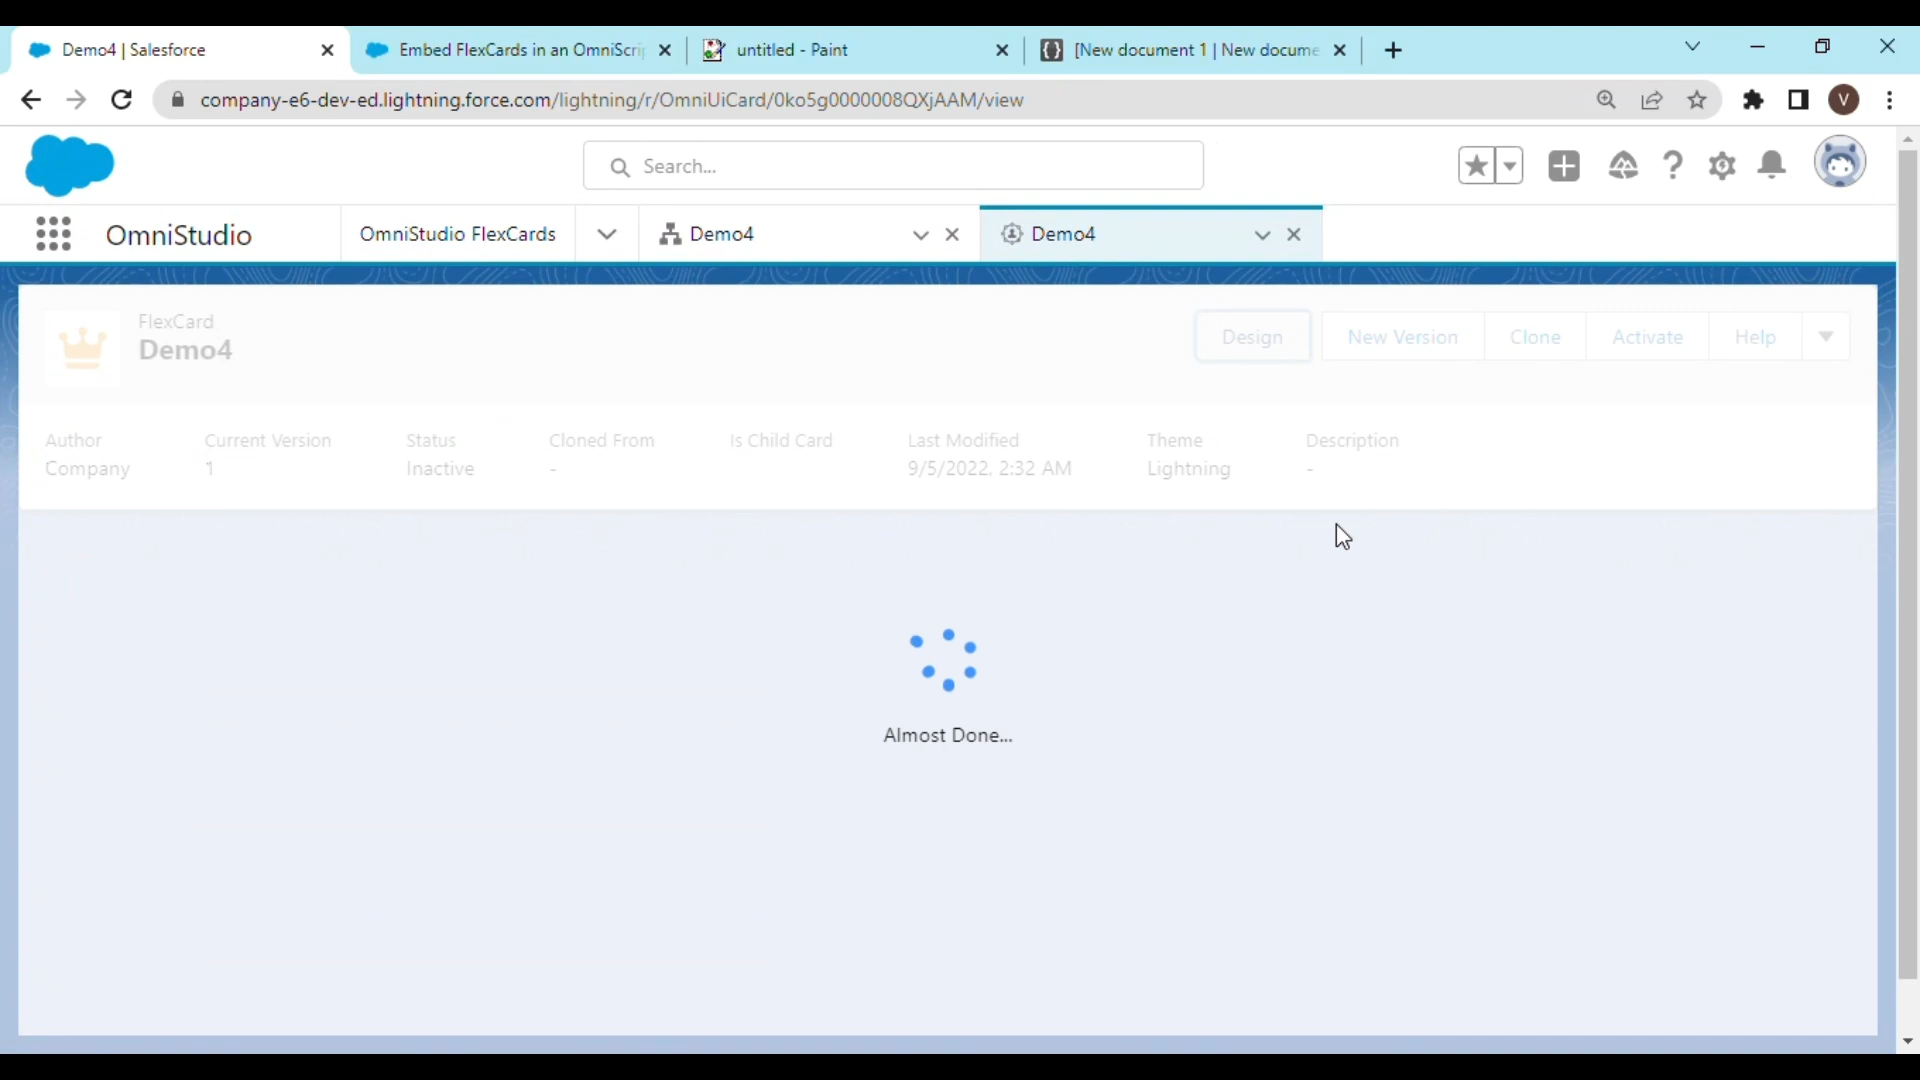 Demo4 | Salesforce
Embed FlexCards in an OmniScri
untitled - Paint
[New document 1 | New docume
company-e6-dev-ed.lightning.force.com/lightning/r/OmniUiCard/0ko5g0000008QXjAAM/view
V
Search...
OmniStudio
OmniStudio FlexCards
Demo4
Demo4
FlexCard
Demo4
Design
New Version
Clone
Activate
Help
Author
Current Version
Status
Cloned From
Is Child Card
Last Modified
Theme
Description
Company
1
Inactive
-
9/5/2022, 2:32 AM
Lightning
-
Almost Done...